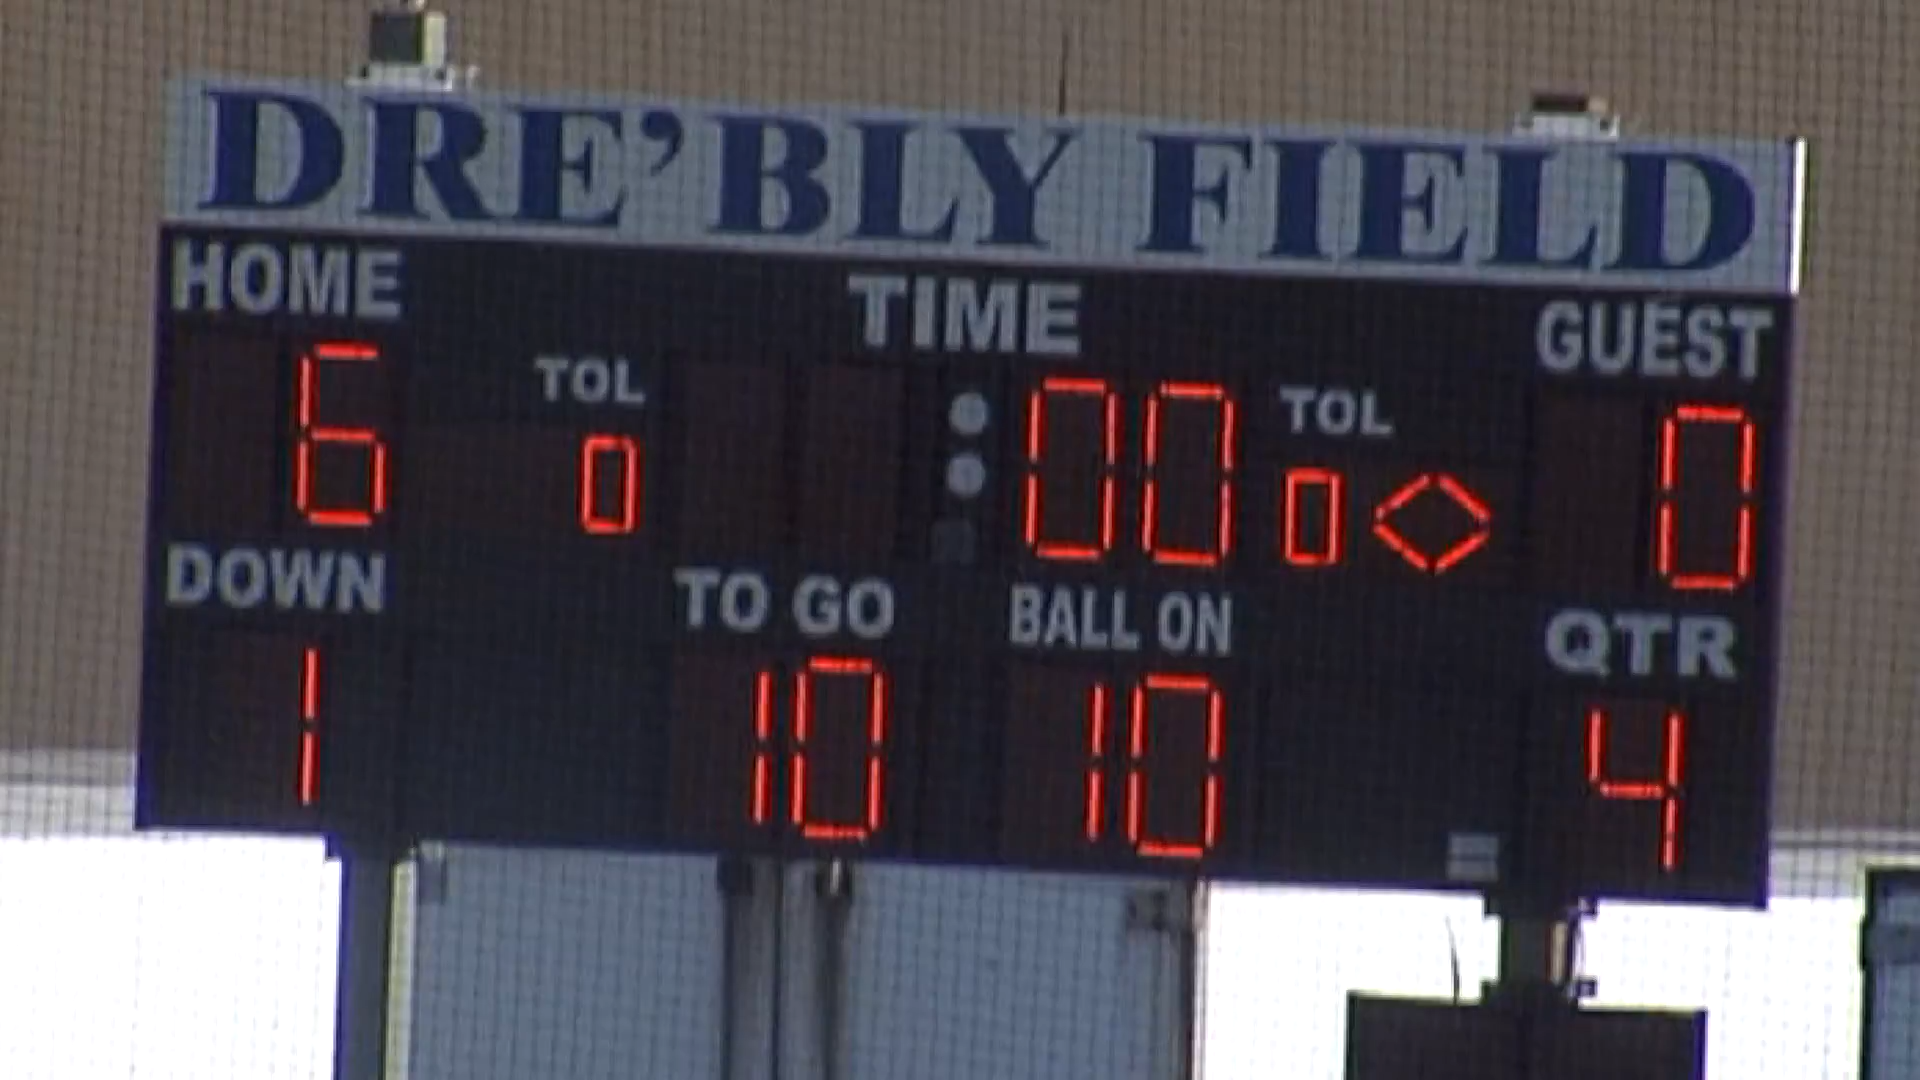 DRE'BLY FIELD
HOME TIME GUEST
6 TOL 0 :00 TOL 0 0
DOWN TO GO BALL ON QTR
1 10 10 4